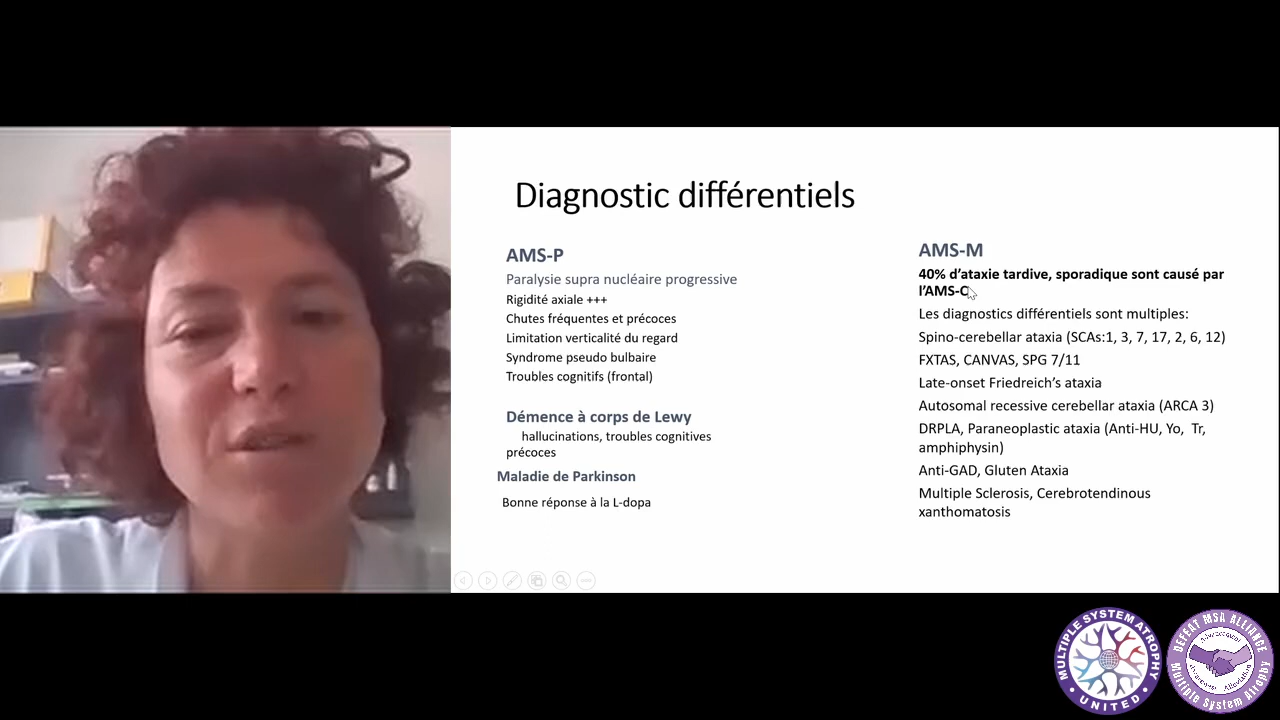 Diagnostic différentiels
AMS-P
Paralysie supra nucléaire progressive
Rigidité axiale +++
Chutes fréquentes et précoces
Limitation verticalité du regard
Syndrome pseudo bulbaire
Troubles cognitifs (frontal)
Démence à corps de Lewy
hallucinations, troubles cognitives
précoces
Maladie de Parkinson
Bonne réponse à la L-dopa
AMS-M
40% d'ataxie tardive, sporadique sont causé par
l'AMS-C
Les diagnostics différentiels sont multiples:
Spino-cerebellar ataxia (SCAs:1, 3, 7, 17, 2, 6, 12)
FXTAS, CANVAS, SPG 7/11
Late-onset Friedreich's ataxia
Autosomal recessive cerebellar ataxia (ARCA 3)
DRPLA, Paraneoplastic ataxia (Anti-HU, Yo, Tr,
amphiphysin)
Anti-GAD, Gluten Ataxia
Multiple Sclerosis, Cerebrotendinous
xanthomatosis
MULTIPLE SYSTEM ATROPHY
UNITED
DEFEAT MSA ALLIANCE
Multiple System Atrophy